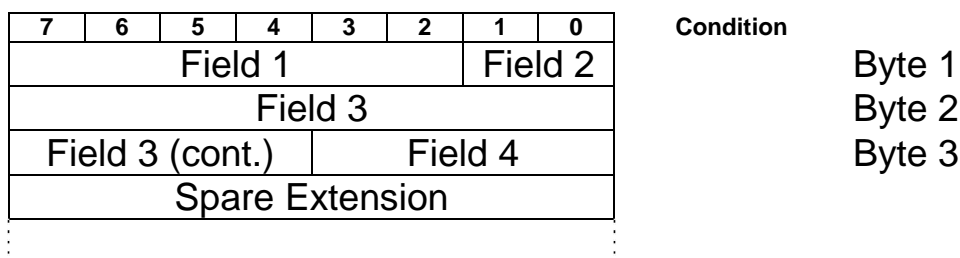 7 6 5 4 3 2 1 0 Condition
Field 1 Field 2 Byte 1
Field 3 Byte 2
Field 3 (cont.) Field 4 Byte 3
Spare Extension